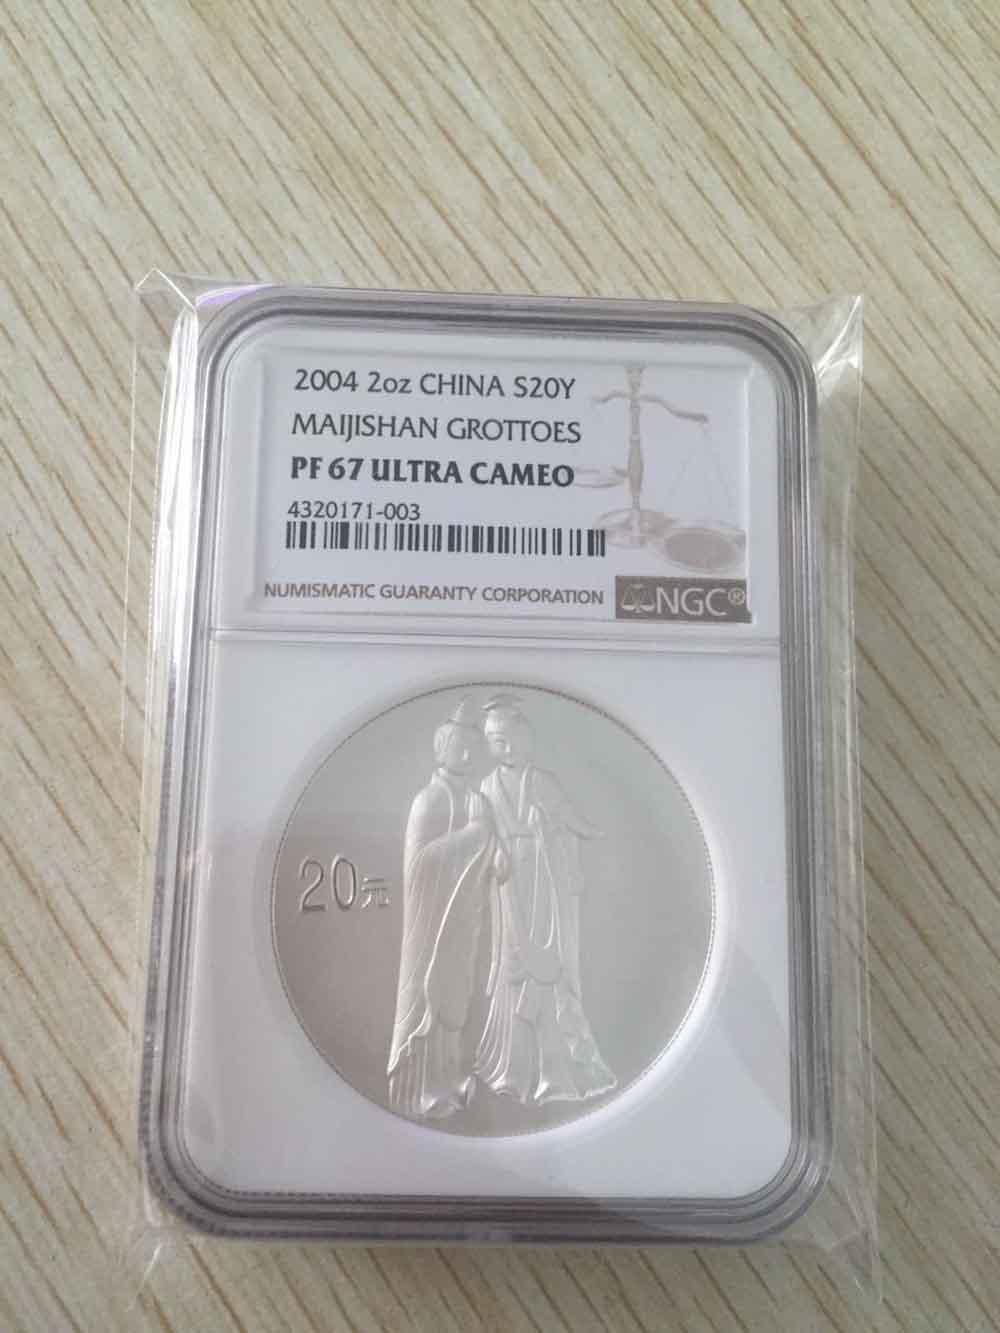 2004 2oz CHINA S20Y
MAIJISHAN GROTTOES
PF 67 ULTRA CAMEO
4320171-003
NUMISMATIC GUARANTY CORPORATION
NGC®
20元